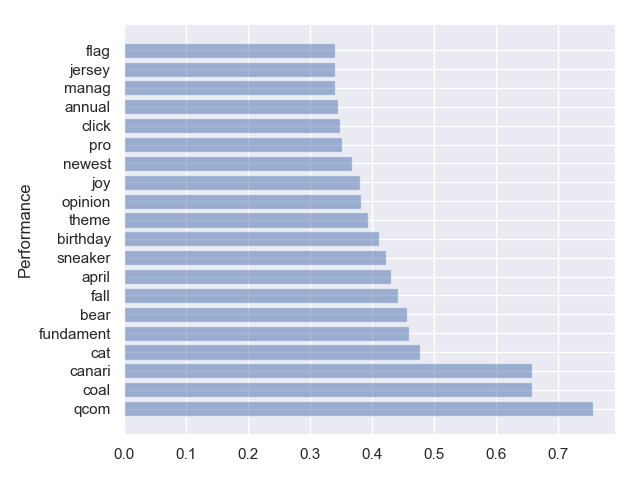 flag
jersey
manag
annual
click
pro
newest
joy
opinion
theme
birthday
sneaker
april
fall
bear
fundament
cat
canari
coal
qcom
Performance
0.0 0.1 0.2 0.3 0.4 0.5 0.6 0.7